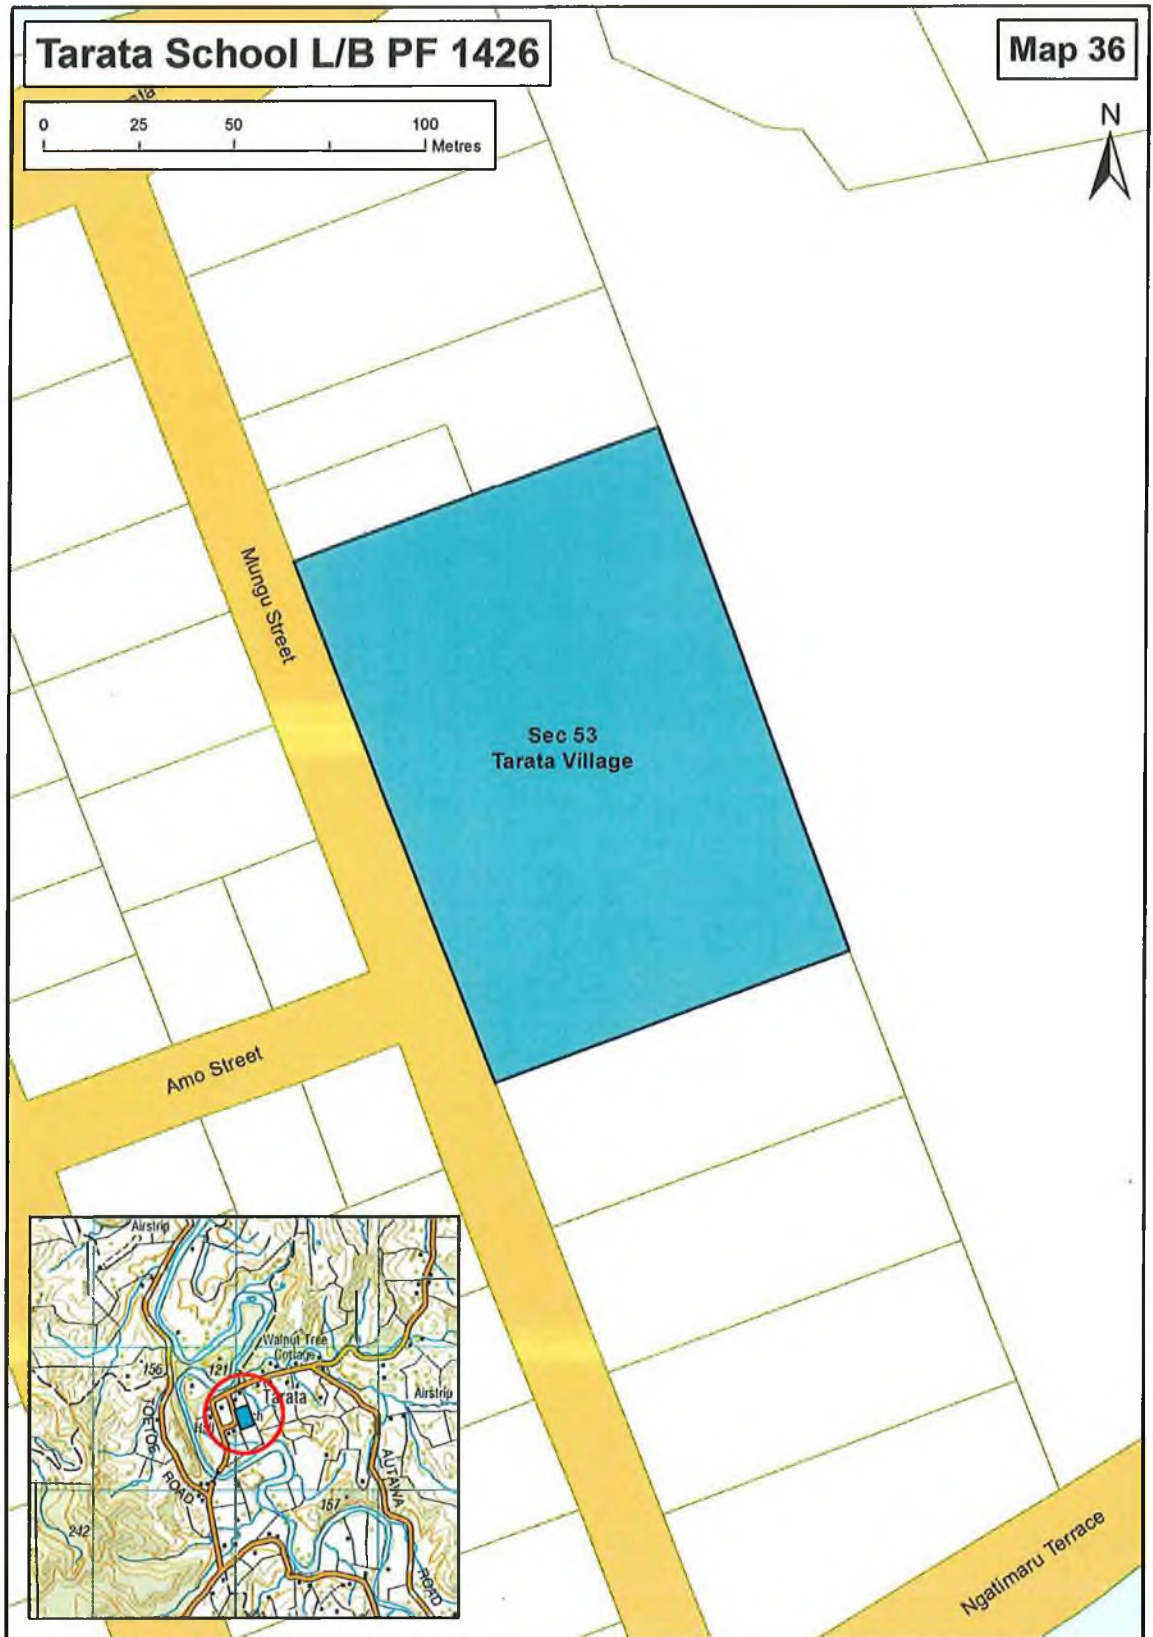 Tarata School L/B PF 1426
Map 36
0 25 50 100
Metres
N
Mungu Street
Sec 53
Tarata Village
Amo Street
Ngatimaru Terrace
Airstrip
Walnut Tree
Cottage
156
121
Tarata
Airstrip
TOETOE
ROAD
AUTAWA
ROAD
157
242